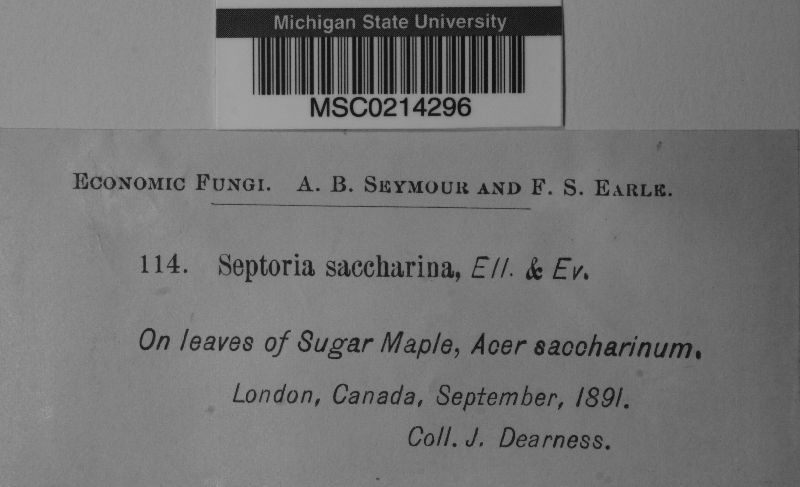 Michigan State University
MSC0214296
Economic Fungi. A. B. Seymour and F. S. Earle.
114. Septoria saccharina, Ell. & Ev.
On leaves of Sugar Maple, Acer saccharinum.
London, Canada, September, 1891.
Coll. J. Dearness.